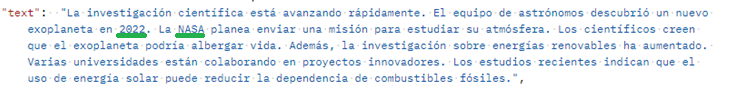 "text": "La investigación científica está avanzando rápidamente. El equipo de astrónomos descubrió un nuevo
exoplaneta en 2022. La NASA planea enviar una misión para estudiar su atmósfera. Los científicos creen
que el exoplaneta podría albergar vida. Además, la investigación sobre energías renovables ha aumentado.
Varias universidades están colaborando en proyectos innovadores. Los estudios recientes indican que el
uso de energía solar puede reducir la dependencia de combustibles fósiles.",